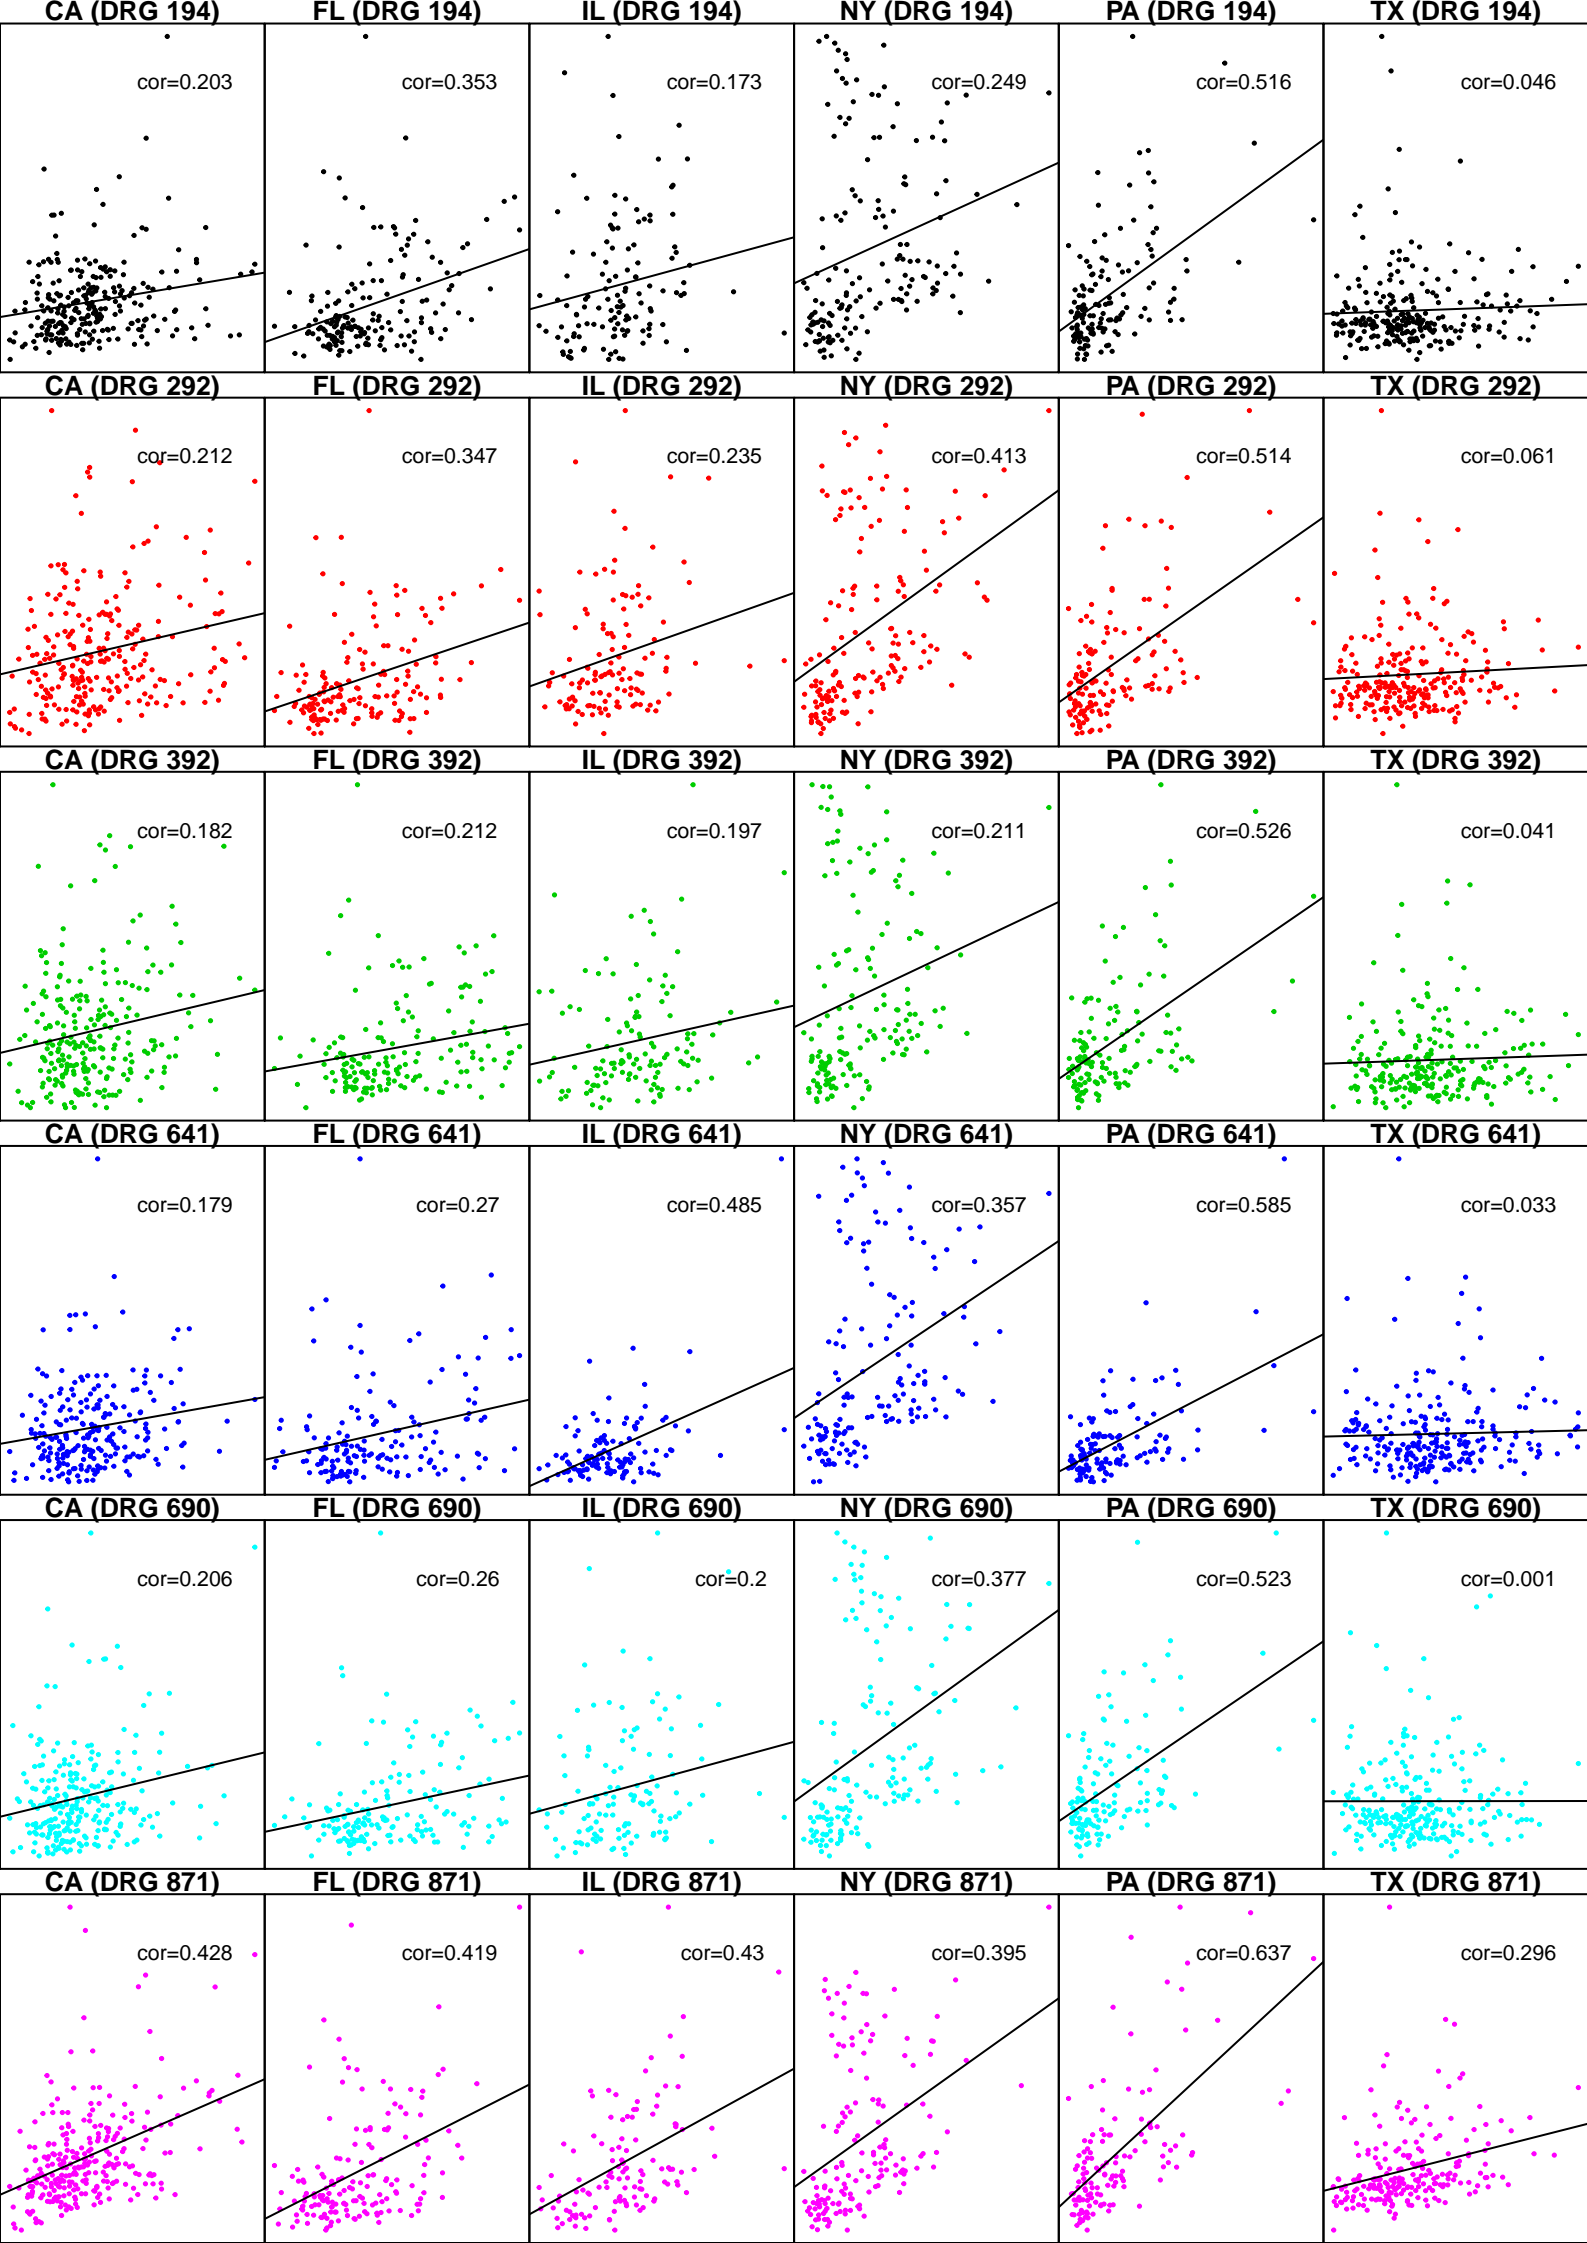 CA (DRG 194) FL (DRG 194) IL (DRG 194) NY (DRG 194) PA (DRG 194) TX (DRG 194)
cor=0.203 cor=0.353 cor=0.173 cor=0.249 cor=0.516 cor=0.046
CA (DRG 292) FL (DRG 292) IL (DRG 292) NY (DRG 292) PA (DRG 292) TX (DRG 292)
cor=0.212 cor=0.347 cor=0.235 cor=0.413 cor=0.514 cor=0.061
CA (DRG 392) FL (DRG 392) IL (DRG 392) NY (DRG 392) PA (DRG 392) TX (DRG 392)
cor=0.182 cor=0.212 cor=0.197 cor=0.211 cor=0.526 cor=0.041
CA (DRG 641) FL (DRG 641) IL (DRG 641) NY (DRG 641) PA (DRG 641) TX (DRG 641)
cor=0.179 cor=0.27 cor=0.485 cor=0.357 cor=0.585 cor=0.033
CA (DRG 690) FL (DRG 690) IL (DRG 690) NY (DRG 690) PA (DRG 690) TX (DRG 690)
cor=0.206 cor=0.26 cor=0.2 cor=0.377 cor=0.523 cor=0.001
CA (DRG 871) FL (DRG 871) IL (DRG 871) NY (DRG 871) PA (DRG 871) TX (DRG 871)
cor=0.428 cor=0.419 cor=0.43 cor=0.395 cor=0.637 cor=0.296